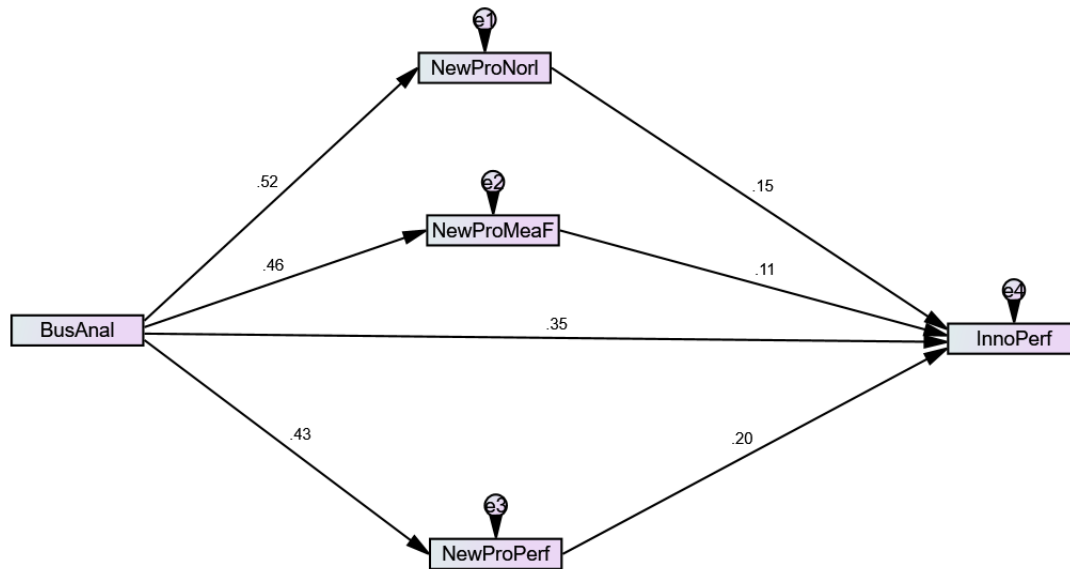 e1
NewProNorl
.52
.15
e2
NewProMeaF
.46
.11
e4
BusAnal
.35
InnoPerf
.43
.20
e3
NewProPerf